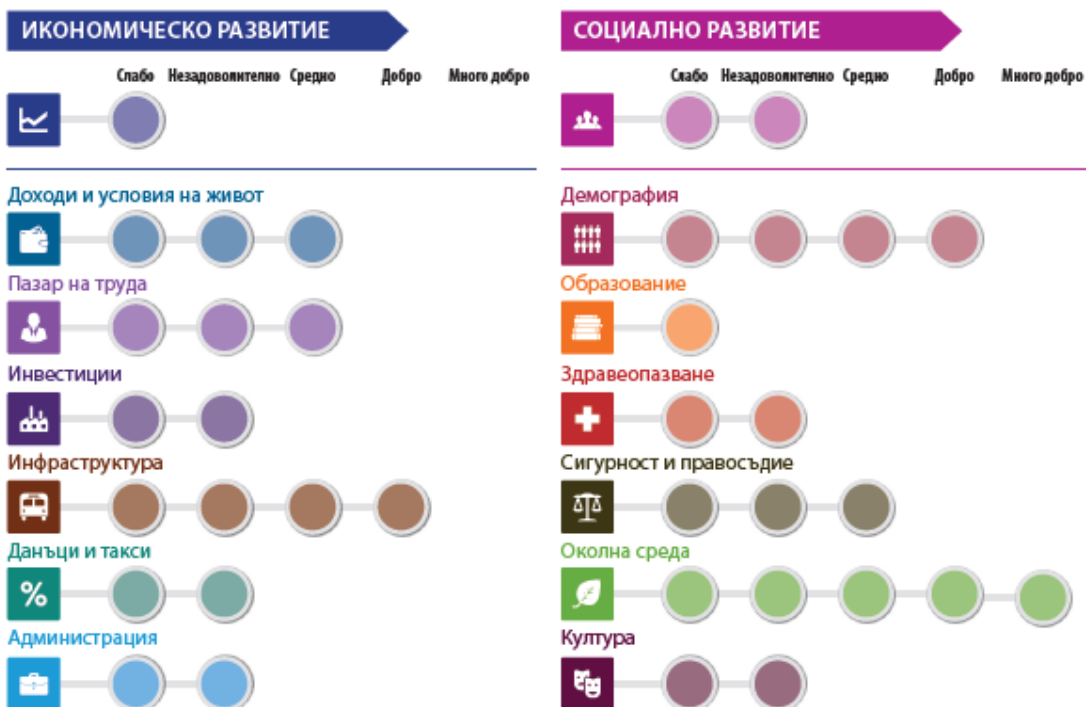 ИКОНОМИЧЕСКО РАЗВИТИЕ
Слабо Незадоволително Средно Добро Много добро
Доходи и условия на живот
Пазар на труда
Инвестиции
Инфраструктура
Данъци и такси
%
Администрация
СОЦИАЛНО РАЗВИТИЕ
Слабо Незадоволително Средно Добро Много добро
Демография
Образование
Здравеопазване
Сигурност и правосъдие
Околна среда
Култура